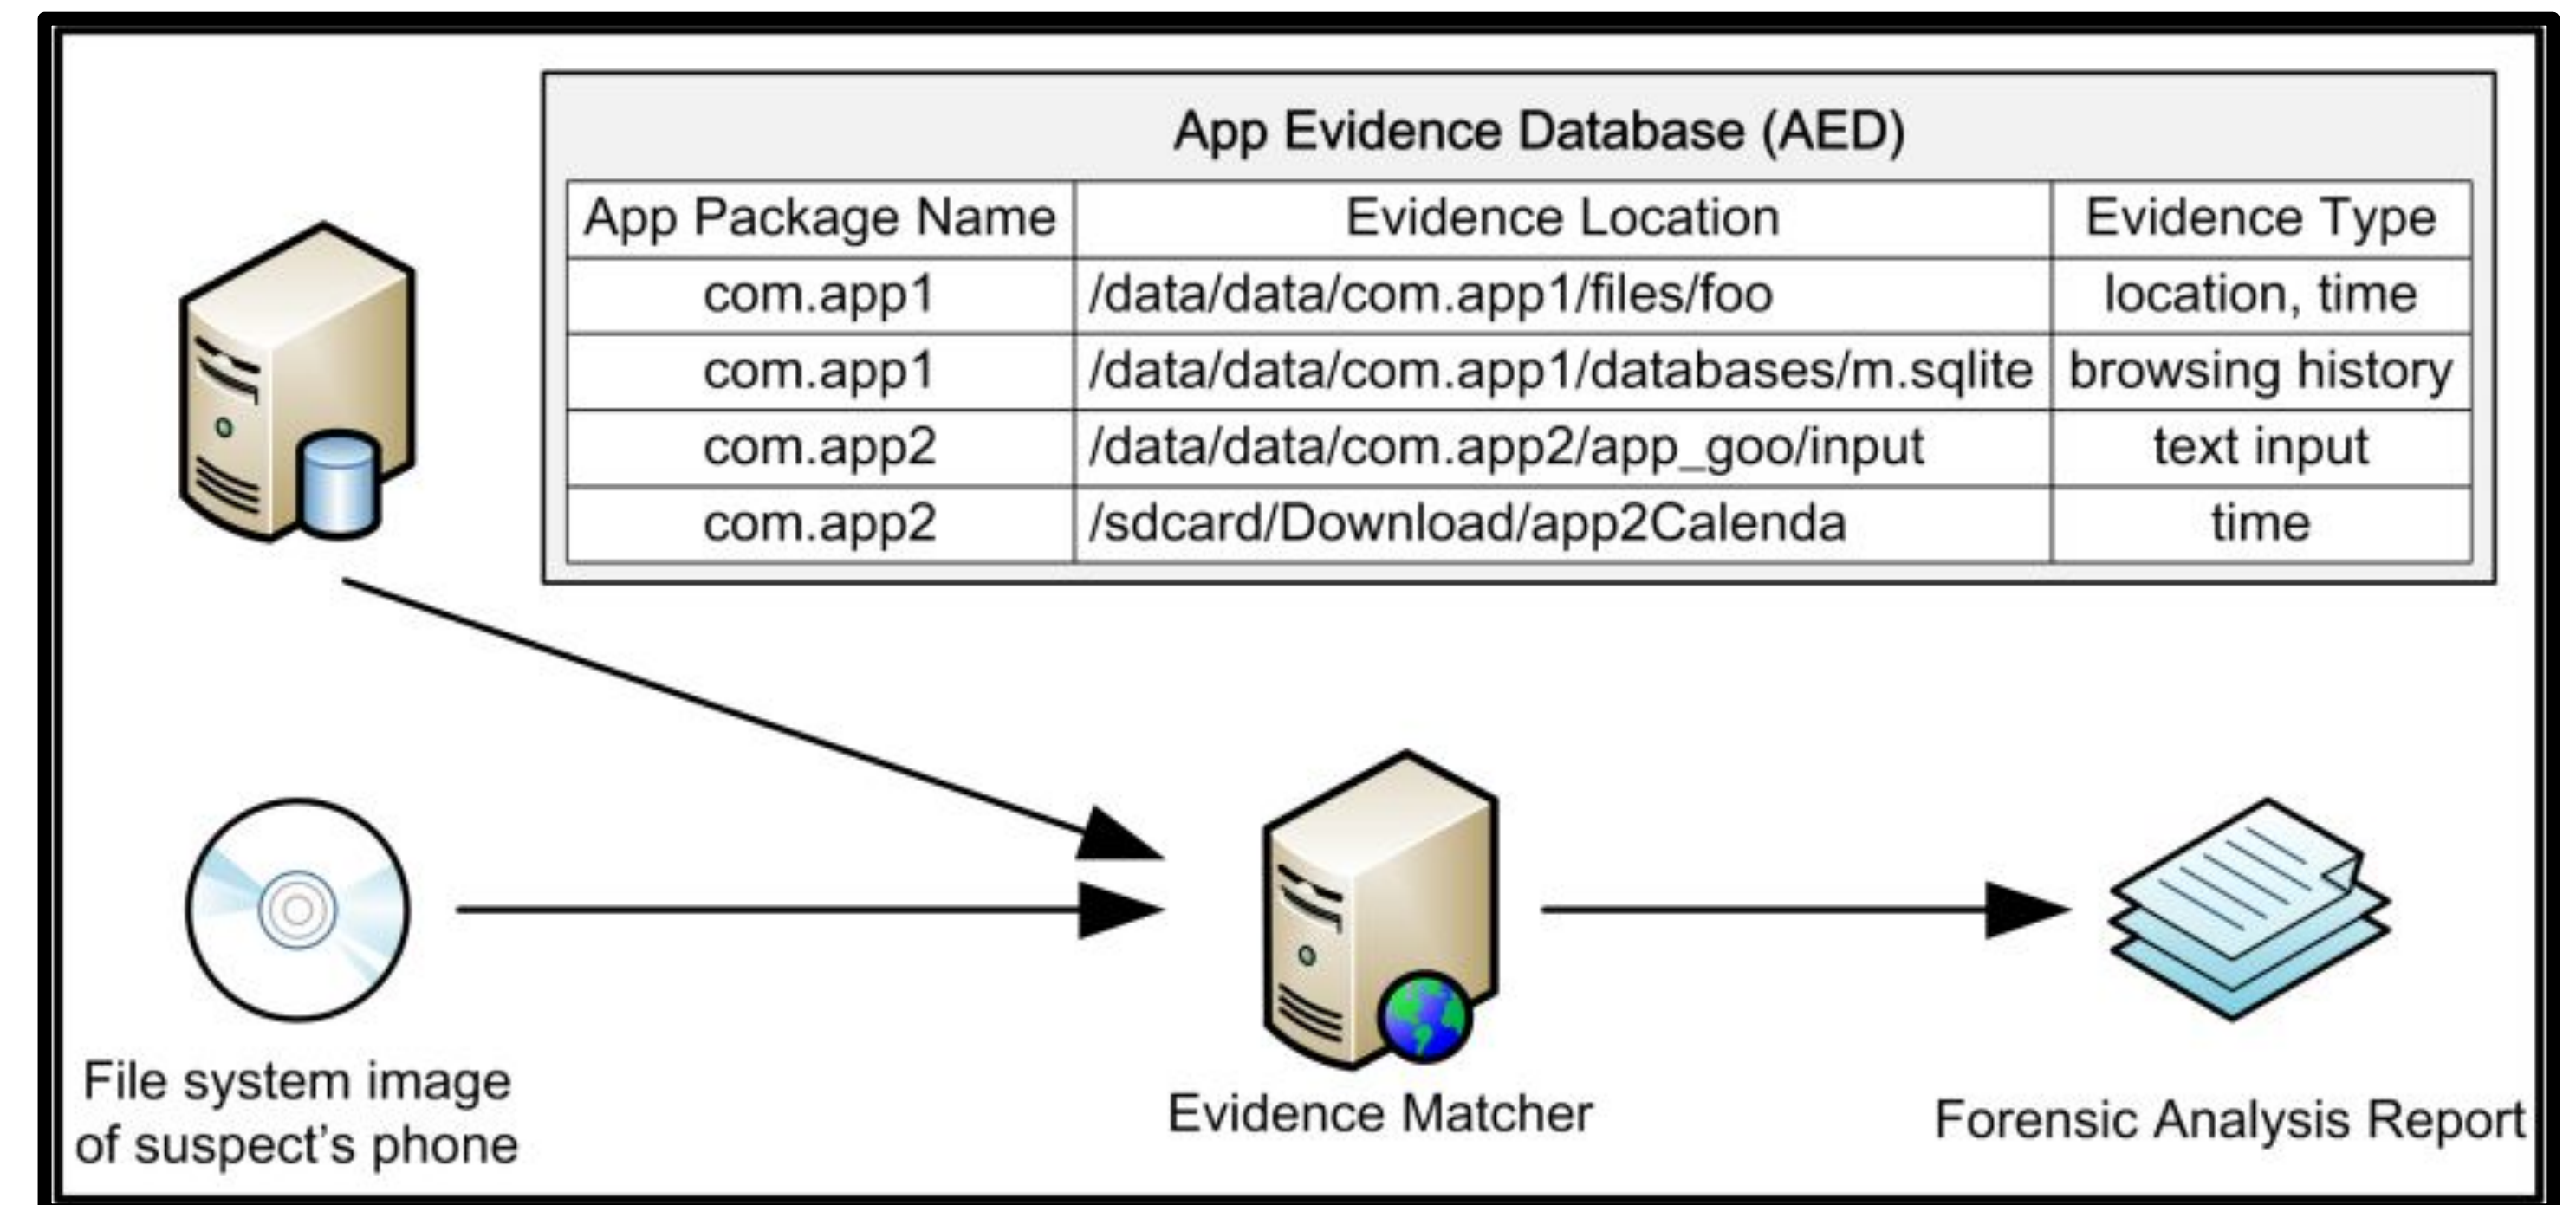 App Evidence Database (AED)
App Package Name Evidence Location Evidence Type
com.app1 /data/data/com.app1/files/foo location, time
com.app1 /data/data/com.app1/databases/m.sqlite browsing history
com.app2 /data/data/com.app2/app_goo/input text input
com.app2 /sdcard/Download/app2Calenda time
File system image
of suspect's phone
Evidence Matcher
Forensic Analysis Report